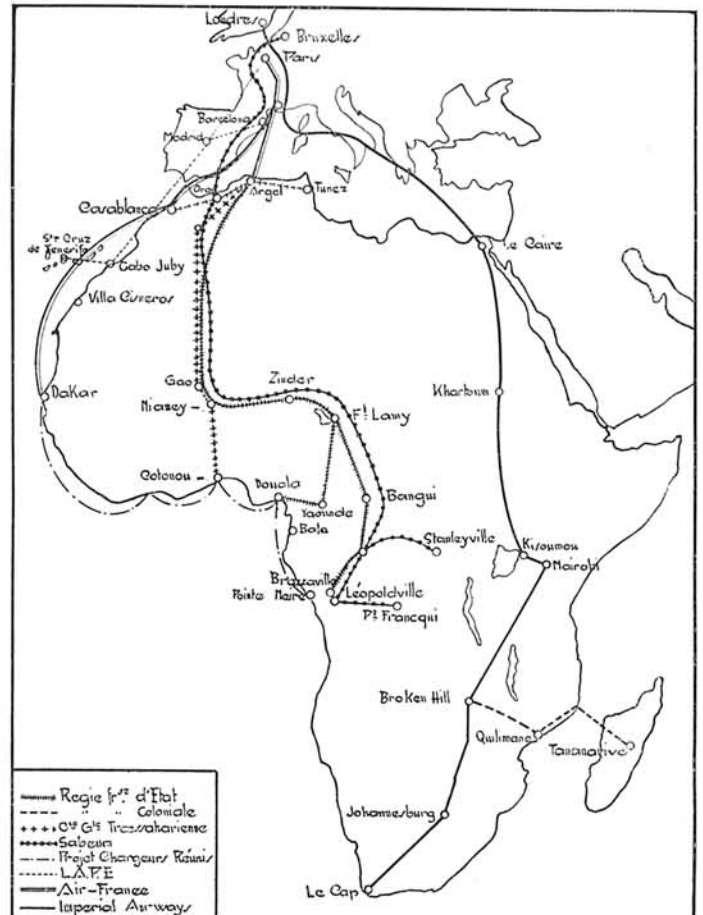 Londres
Bruxelles
Paris
Barcelona
Madrid
Oran
Argel
Tunez
Casablanca
Sta Cruz
de Tenerife
Cabo Juby
Le Caire
Villa Cisneros
Gao
Zinder
Khartoum
Dakar
Niamey
Ft Lamy
Cotonou
Douala
Bangui
Yaounde
Bata
Stanleyville
Kisoumou
Nairobi
Brazzaville
Pointe Noire
Léopoldville
Pt Francqui
Broken Hill
Quilimane
Tananarive
Johannesburg
Le Cap
Regie frse d'Etat
" " Coloniale
Cie Gle Transsaharienne
Sabena
Projet Chargeurs Réunis
L.A.P.E
Air-France
Imperial Airways